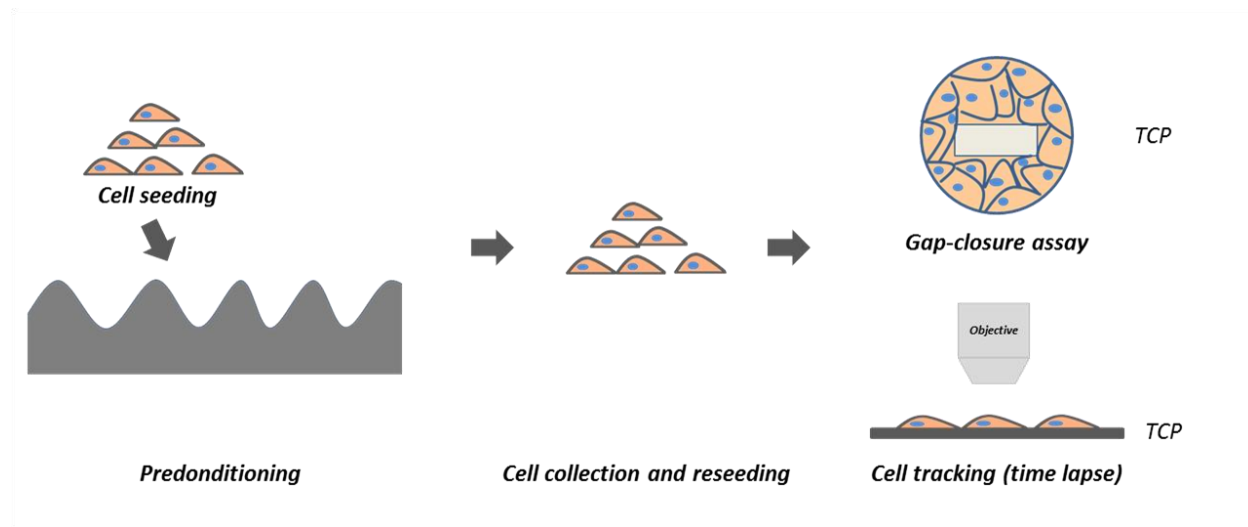 Cell seeding
TCP
Gap-closure assay
Objective
TCP
Predonditioning
Cell collection and reseeding
Cell tracking (time lapse)